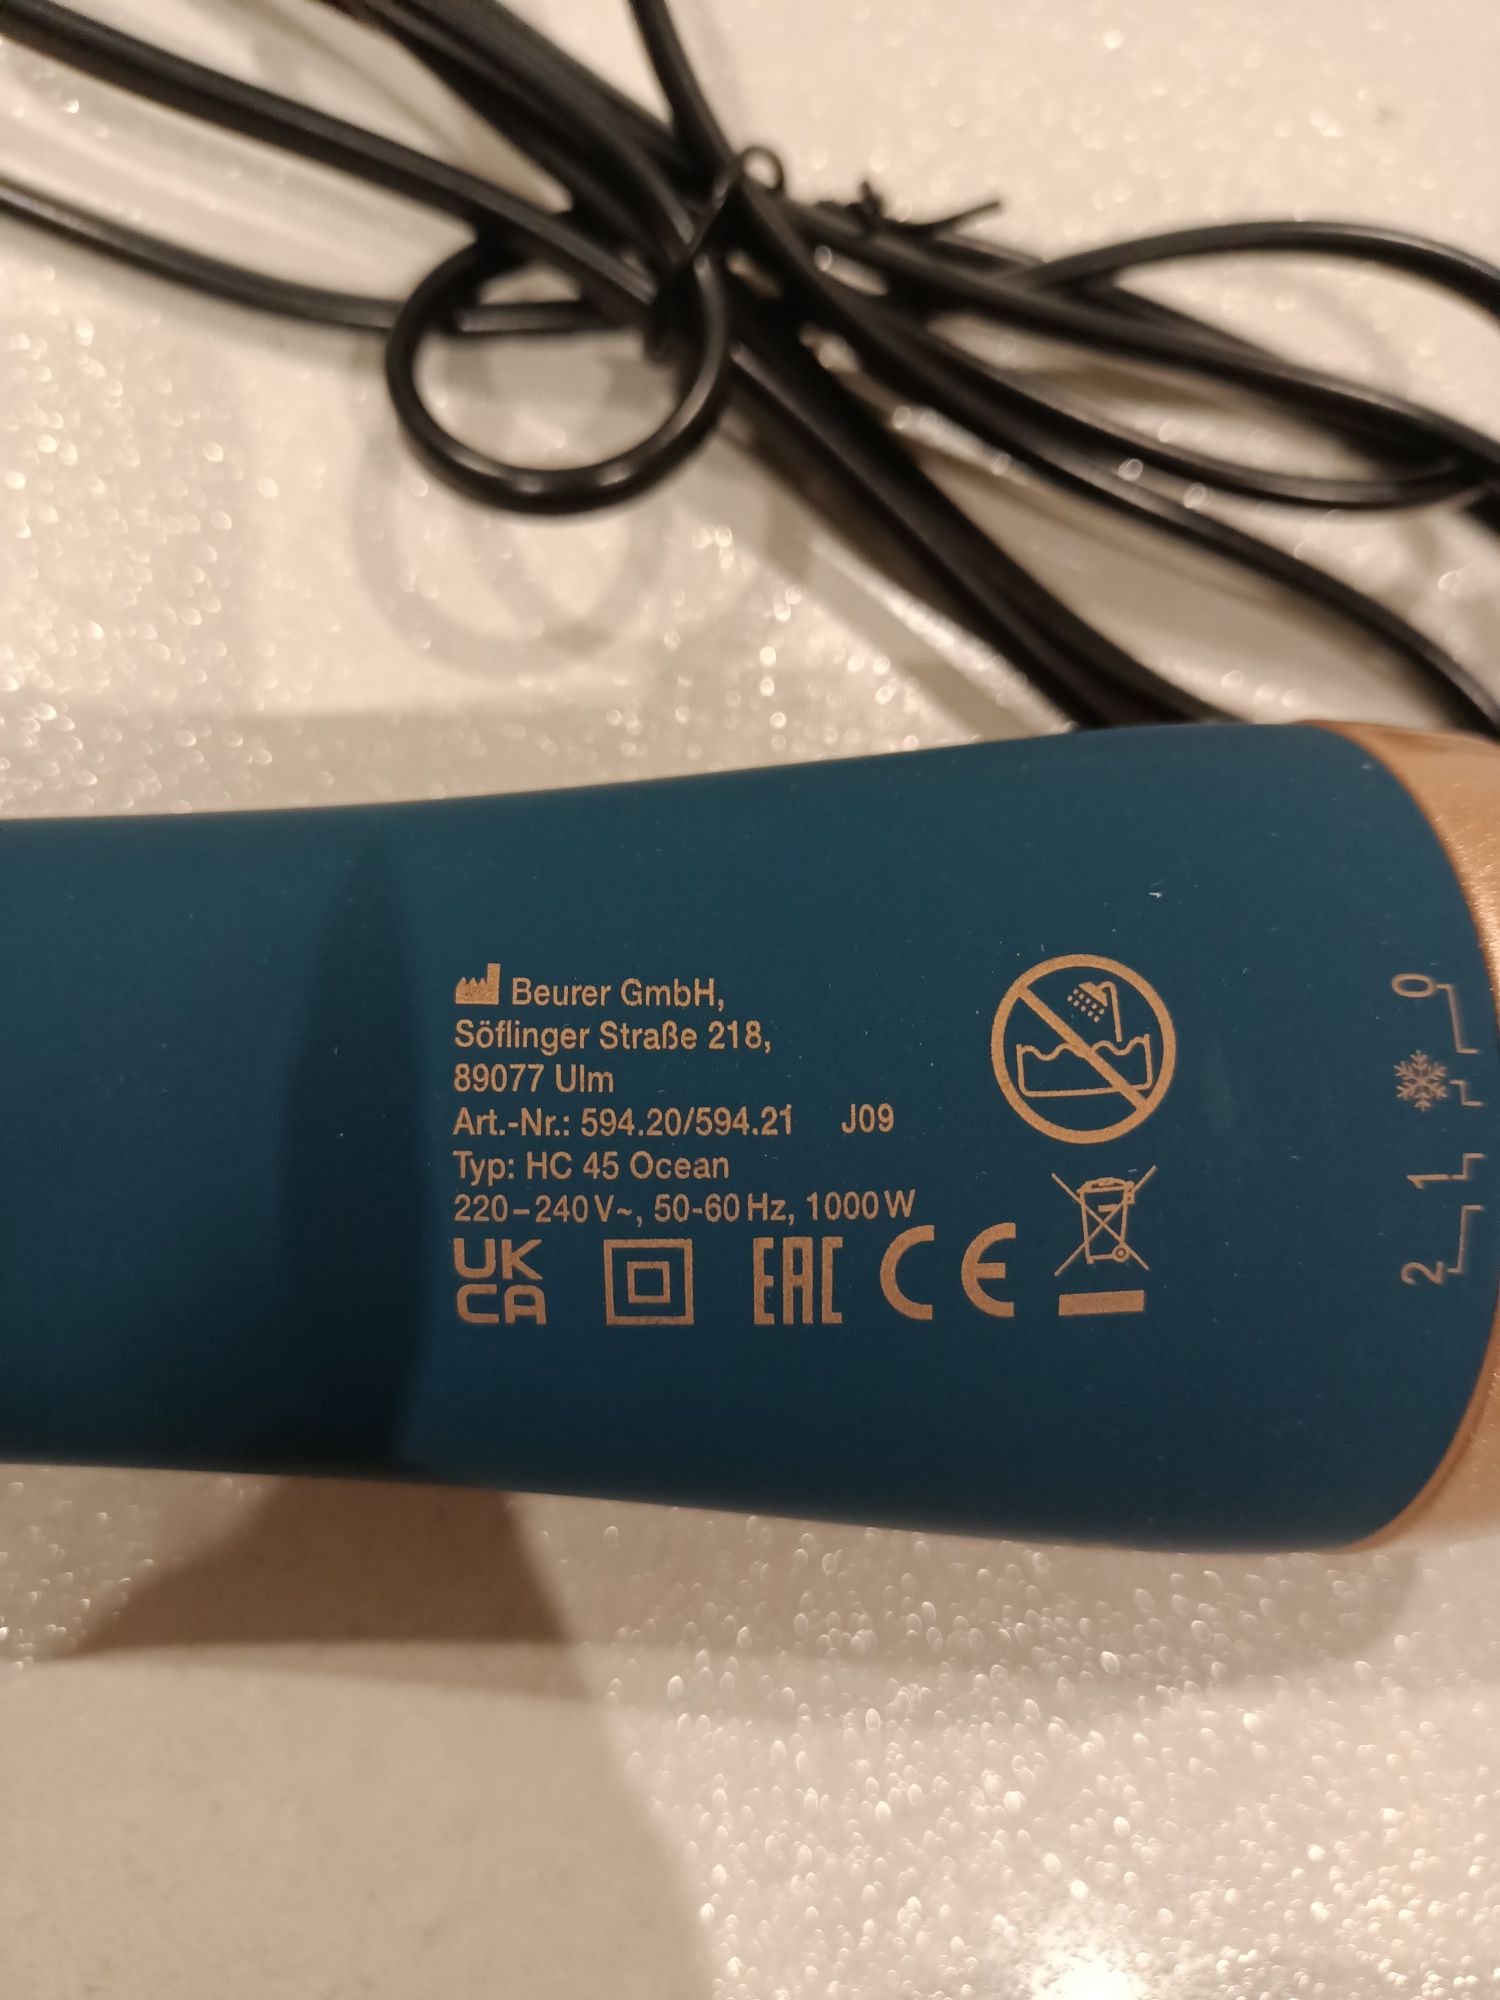 Beurer GmbH,
Söflinger Straße 218,
89077 Ulm
Art.-Nr.: 594.20/594.21 J09
Typ: HC 45 Ocean
220–240 V~, 50-60 Hz, 1000 W
UK
CA
EAC CE
0
1
2